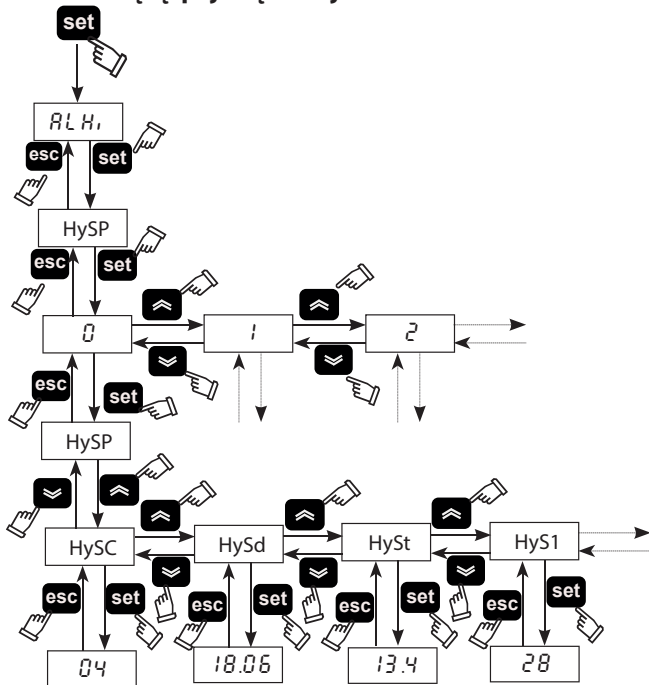 set
ALHi
esc set
HySP
esc set
0 1 2
esc set
HySP
HySC HySd HySt HyS1
esc set esc set esc set esc set
04 18.06 13.4 28